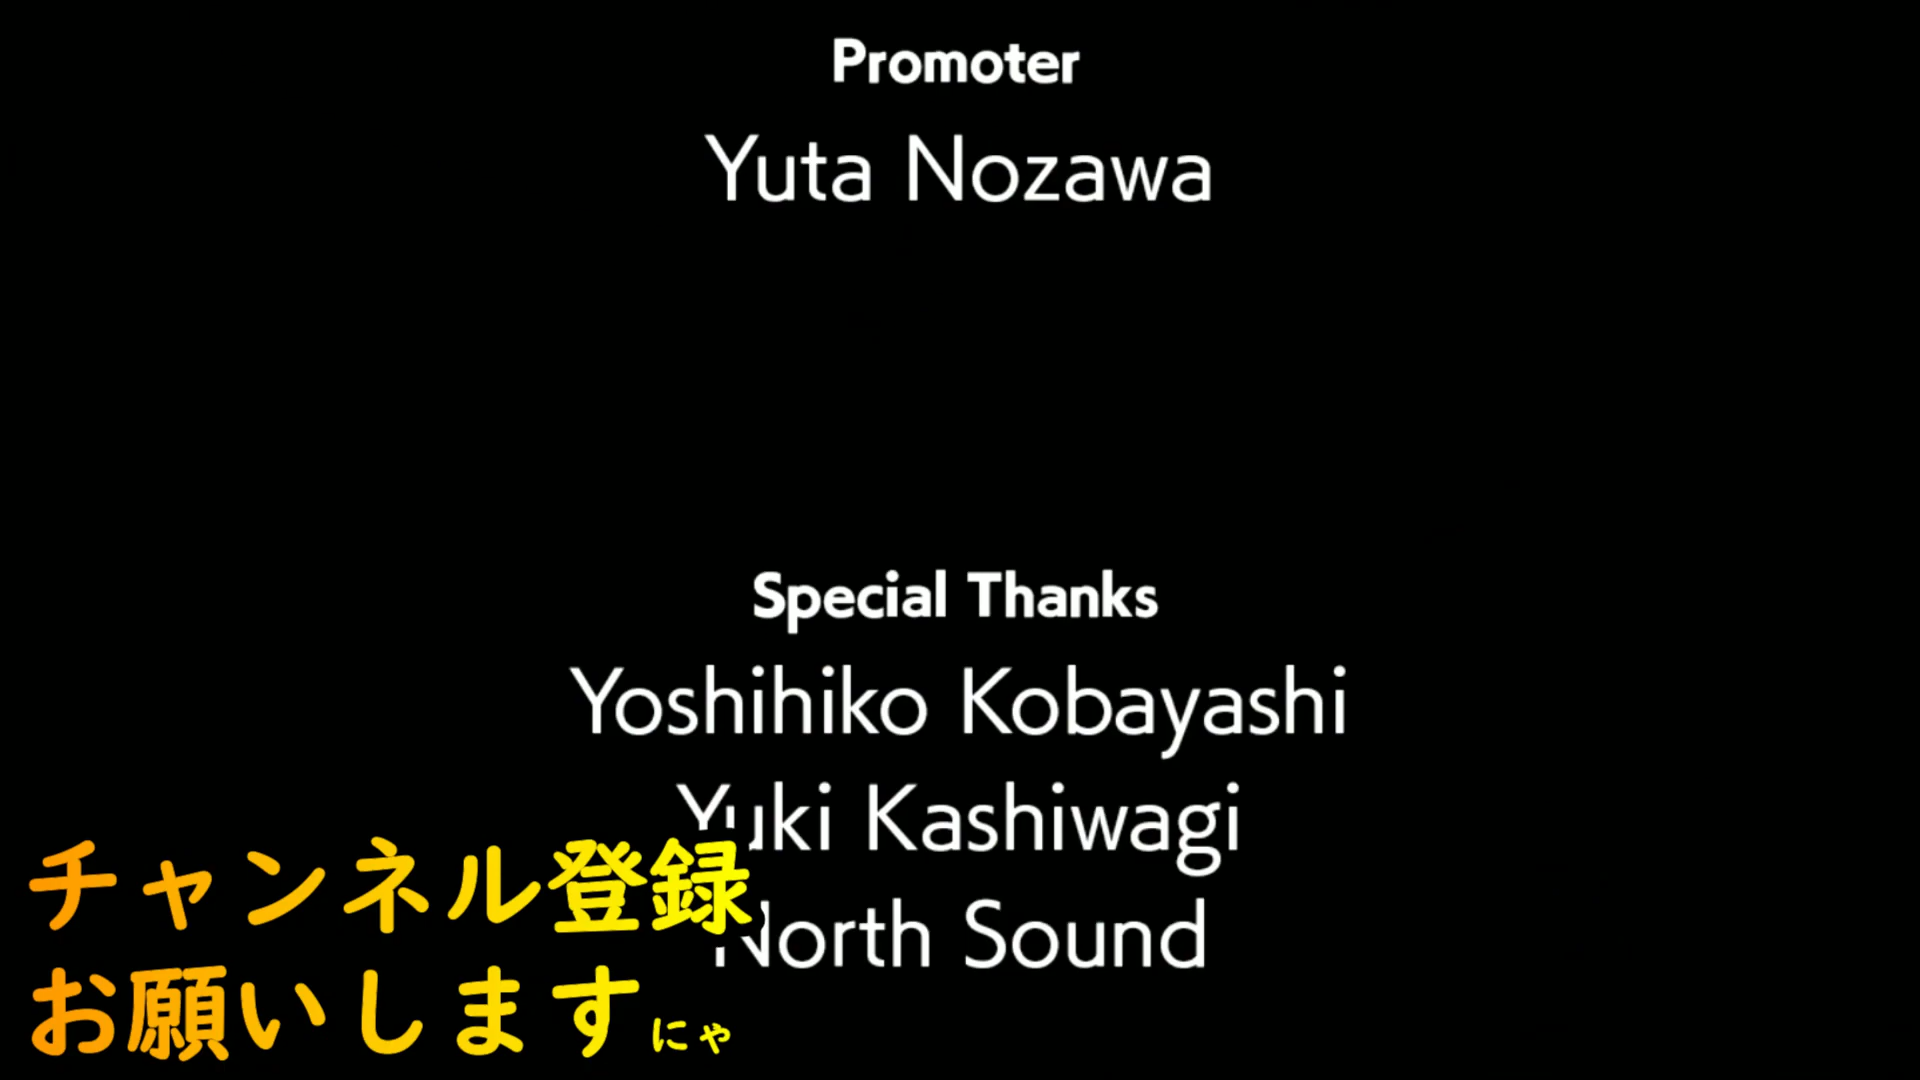 Promoter
Yuta Nozawa
Special Thanks
Yoshihiko Kobayashi
Yuki Kashiwagi
North Sound
チャンネル登録
お願いしますにゃ